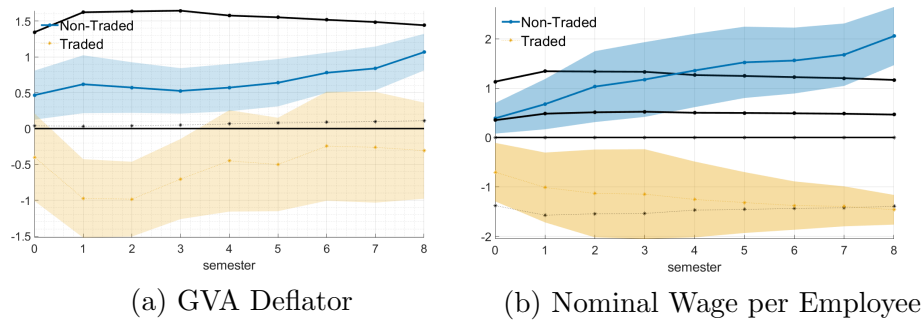 1.5
1
0.5
0
-0.5
-1
-1.5
Non-Traded
Traded
0 1 2 3 4 5 6 7 8
semester
(a) GVA Deflator
2
1
0
-1
-2
Non-Traded
Traded
0 1 2 3 4 5 6 7 8
semester
(b) Nominal Wage per Employee